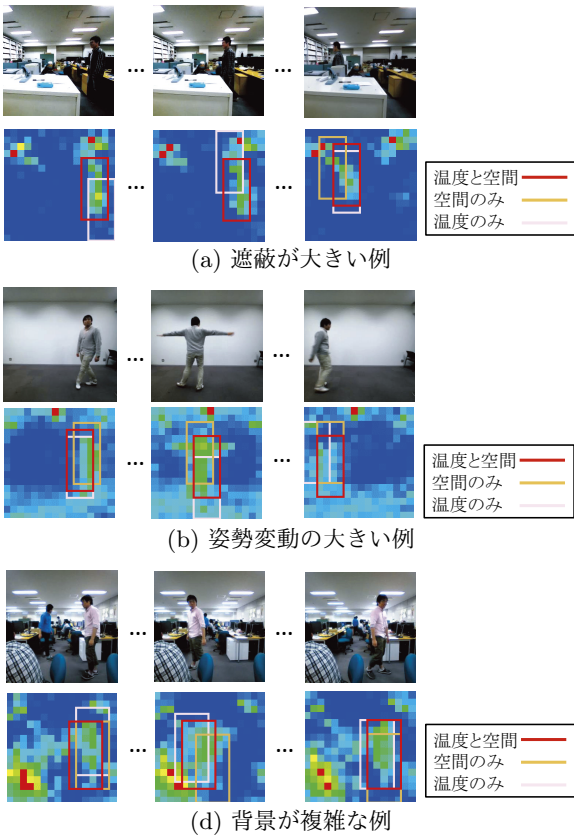 ...
...
...
...
温度と空間
空間のみ
温度のみ
(a) 遮蔽が大きい例
...
...
...
...
温度と空間
空間のみ
温度のみ
(b) 姿勢変動の大きい例
...
...
...
...
温度と空間
空間のみ
温度のみ
(d) 背景が複雑な例